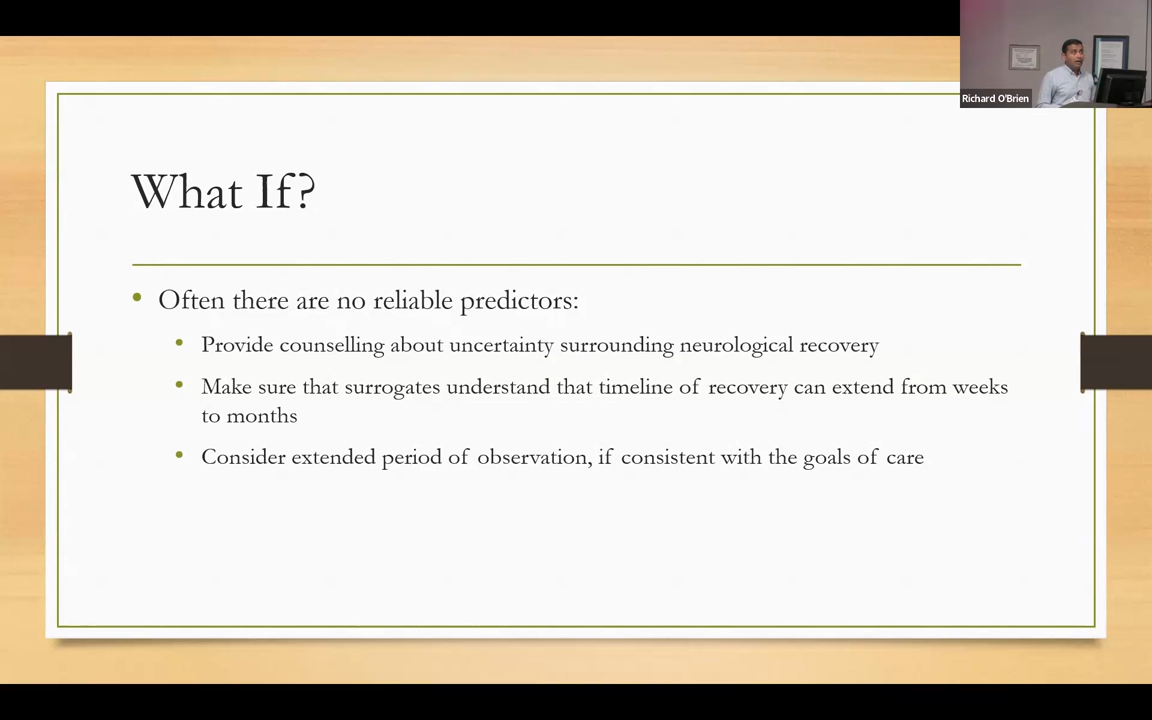 Richard O'Brien
What If?
Often there are no reliable predictors:
Provide counselling about uncertainty surrounding neurological recovery
Make sure that surrogates understand that timeline of recovery can extend from weeks
to months
Consider extended period of observation, if consistent with the goals of care